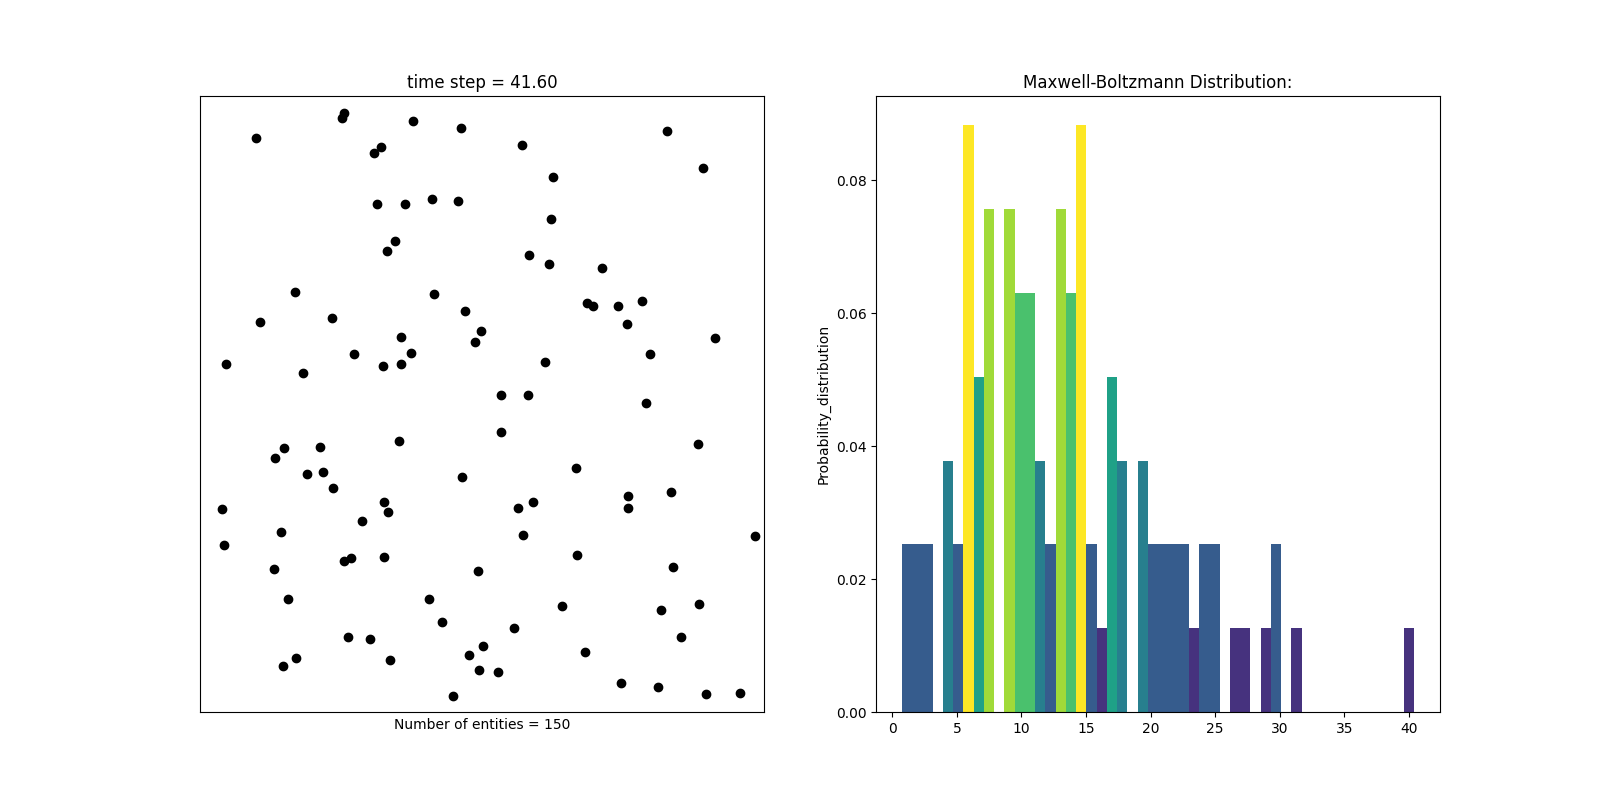 time step = 41.60
Number of entities = 150
Maxwell-Boltzmann Distribution:
Probability_distribution
0.08
0.06
0.04
0.02
0.00
0 5 10 15 20 25 30 35 40